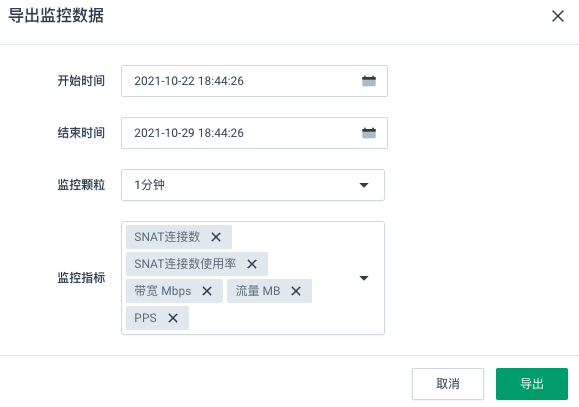 导出监控数据
开始时间 2021-10-22 18:44:26
结束时间 2021-10-29 18:44:26
监控颗粒 1分钟
监控指标
SNAT连接数
SNAT连接数使用率
带宽 Mbps 流量 MB
PPS
取消 导出